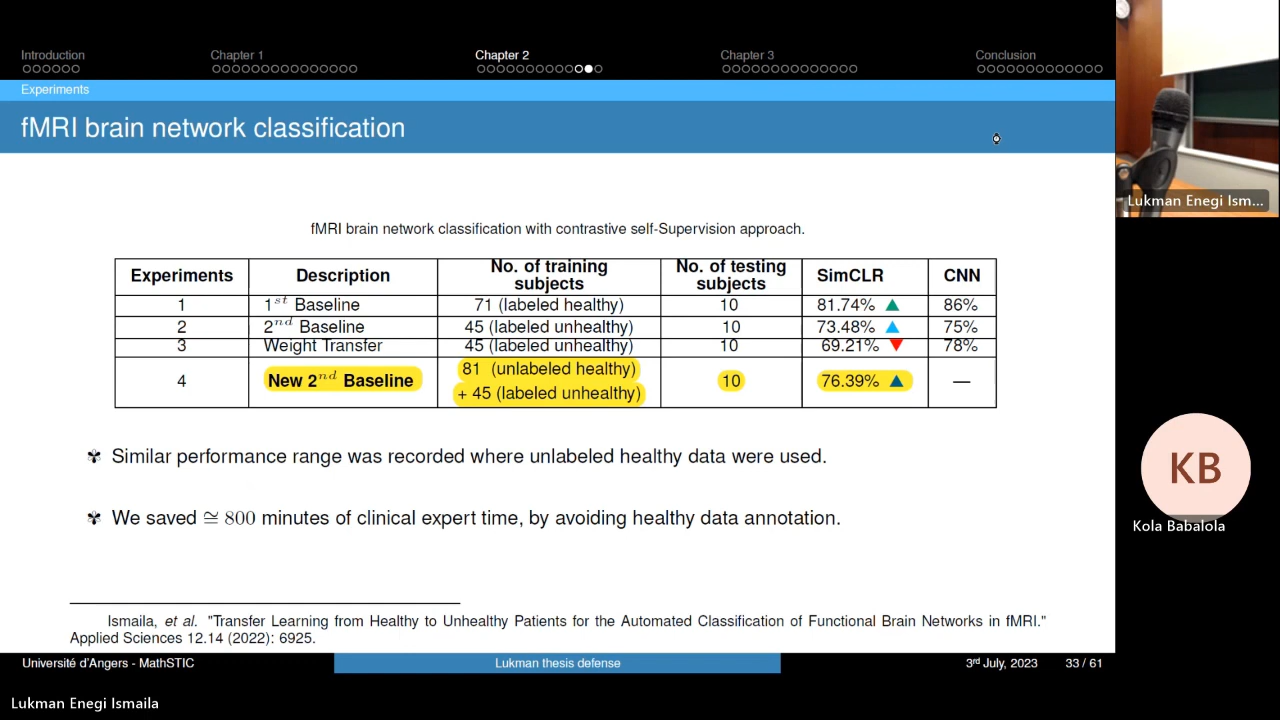 Introduction Chapter 1 Chapter 2 Chapter 3 Conclusion
Experiments
fMRI brain network classification
fMRI brain network classification with contrastive self-Supervision approach.
Experiments Description No. of training subjects No. of testing subjects SimCLR CNN
1 1st Baseline 71 (labeled healthy) 10 81.74% ▲ 86%
2 2nd Baseline 45 (labeled unhealthy) 10 73.48% ▲ 75%
3 Weight Transfer 45 (labeled unhealthy) 10 69.21% ▼ 78%
4 New 2nd Baseline 81 (unlabeled healthy) + 45 (labeled unhealthy) 10 76.39% ▲ —
Similar performance range was recorded where unlabeled healthy data were used.
We saved ≅ 800 minutes of clinical expert time, by avoiding healthy data annotation.
Ismaila, et al. "Transfer Learning from Healthy to Unhealthy Patients for the Automated Classification of Functional Brain Networks in fMRI."
Applied Sciences 12.14 (2022): 6925.
Université d'Angers - MathSTIC Lukman thesis defense 3rd July, 2023 33 / 61
Lukman Enegi Ism...
KB
Kola Babalola
Lukman Enegi Ismaila